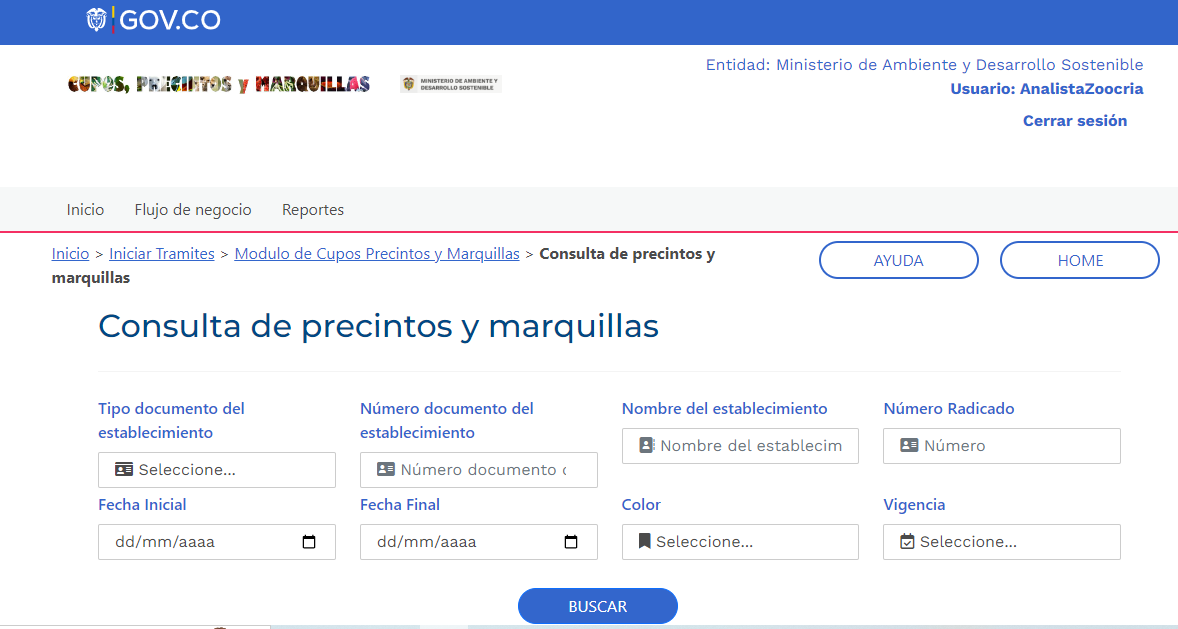 GOV.CO
CUPOS, PRECINTOS y MARQUILLAS
MINISTERIO DE AMBIENTE Y
DESARROLLO SOSTENIBLE
Entidad: Ministerio de Ambiente y Desarrollo Sostenible
Usuario: AnalistaZoocria
Cerrar sesión
Inicio Flujo de negocio Reportes
Inicio > Iniciar Tramites > Modulo de Cupos Precintos y Marquillas > Consulta de precintos y
marquillas
AYUDA HOME
Consulta de precintos y marquillas
Tipo documento del
establecimiento
Seleccione...
Número documento del
establecimiento
Número documento
Nombre del establecimiento
Nombre del establecim
Número Radicado
Número
Fecha Inicial
dd/mm/aaaa
Fecha Final
dd/mm/aaaa
Color
Seleccione...
Vigencia
Seleccione...
BUSCAR